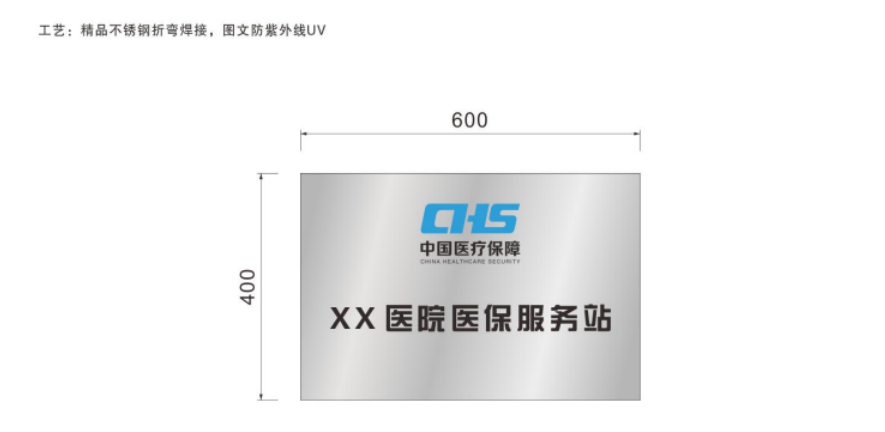 工艺：精品不锈钢折弯焊接，图文防紫外线UV
600
400
CHS
中国医疗保障
CHINA HEALTHCARE SECURITY
XX医院医保服务站